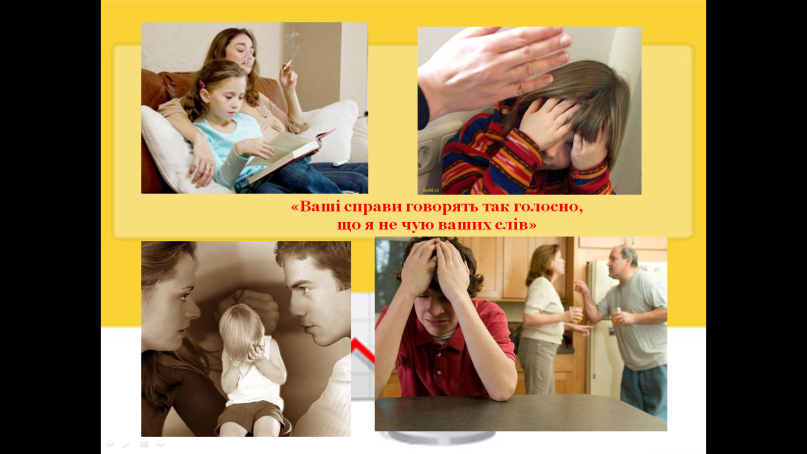 «Ваші справи говорять так голосно,
що я не чую ваших слів»